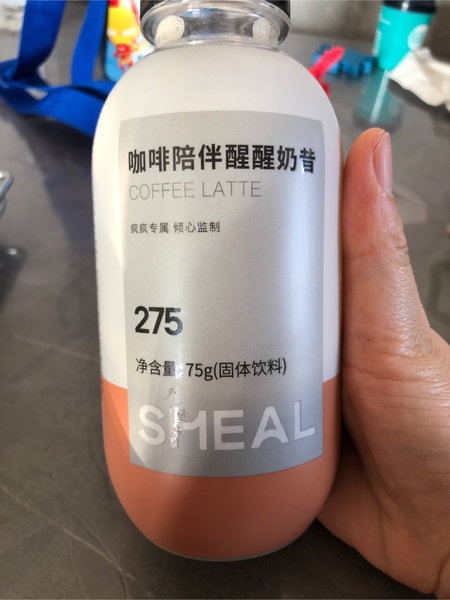 咖啡陪伴醒醒奶昔
COFFEE LATTE
疯疯专属 倾心监制
275
净含量:75g(固体饮料)
SMEAL